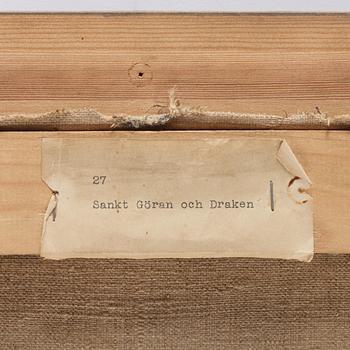 27
Sankt Göran och Draken